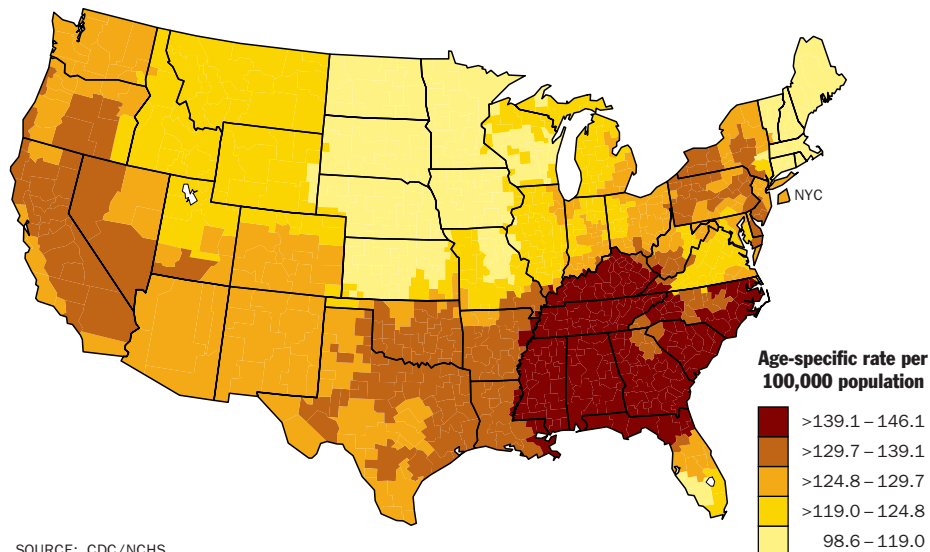 NYC
Age-specific rate per
100,000 population
>139.1 – 146.1
>129.7 – 139.1
>124.8 – 129.7
>119.0 – 124.8
98.6 – 119.0
SOURCE: CDC/NCHS